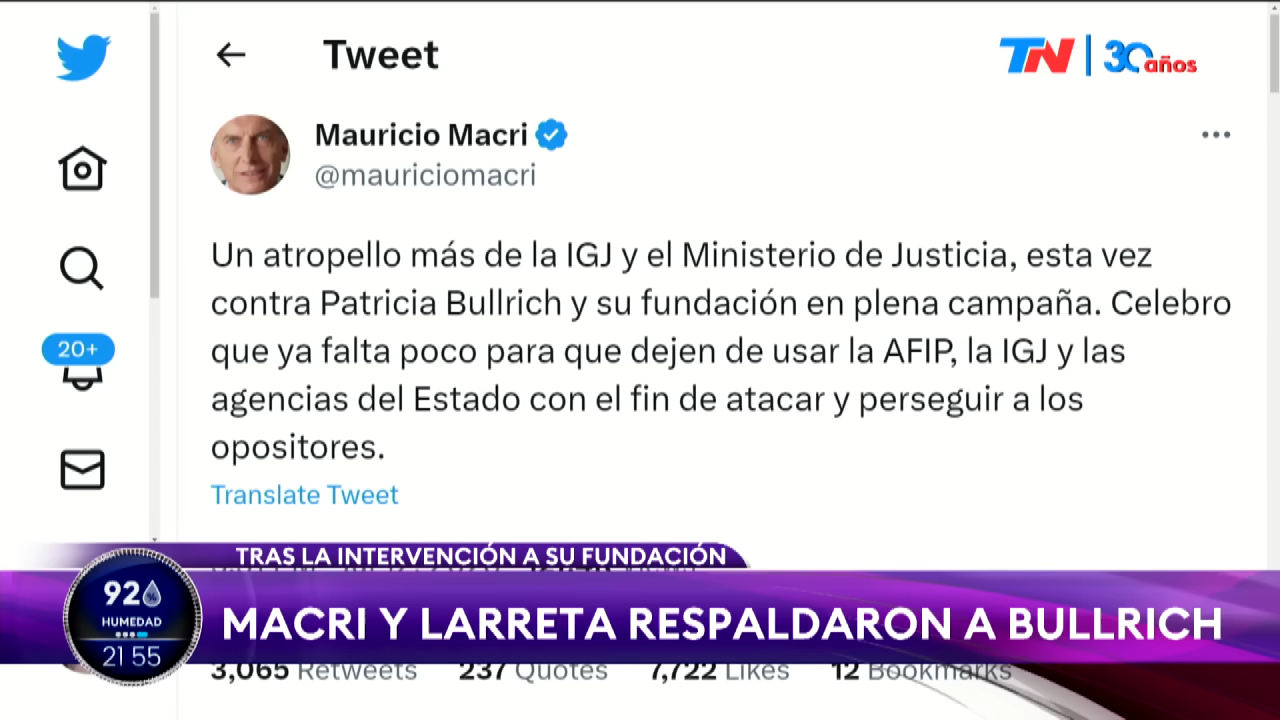 Tweet
TN 30 años
Mauricio Macri
@mauriciomacri
Un atropello más de la IGJ y el Ministerio de Justicia, esta vez
contra Patricia Bullrich y su fundación en plena campaña. Celebro
que ya falta poco para que dejen de usar la AFIP, la IGJ y las
agencias del Estado con el fin de atacar y perseguir a los
opositores.
Translate Tweet
20+
TRAS LA INTERVENCIÓN A SU FUNDACIÓN
MACRI Y LARRETA RESPALDARON A BULLRICH
92 %
HUMEDAD
21 55
3,065 Retweets 237 Quotes 7,722 Likes 12 Bookmarks